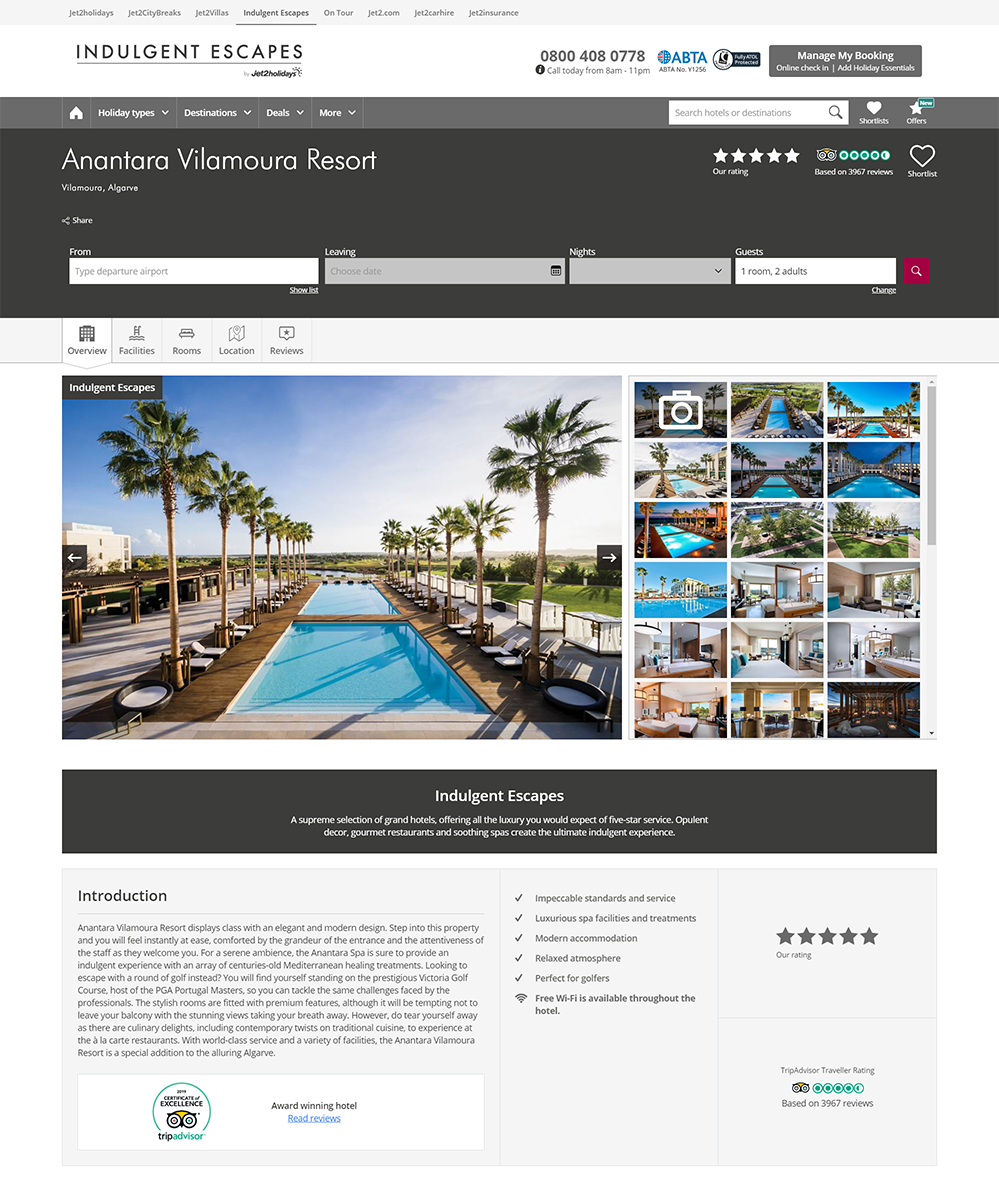 Jet2holidays Jet2CityBreaks Jet2Villas Indulgent Escapes On Tour Jet2.com Jet2carhire Jet2insurance
INDULGENT ESCAPES
by Jet2holidays
0800 408 0778
Call today from 8am - 11pm
ABTA
ABTA No. V1256
Fully ATOL
Protected
Manage My Booking
Online check in | Add Holiday Essentials
Holiday types Destinations Deals More
Search hotels or destinations
Shortlists
New
Offers
Anantara Vilamoura Resort
Vilamoura, Algarve
Our rating
Based on 3967 reviews
Shortlist
Share
From Leaving Nights Guests
Type departure airport Choose date 1 room, 2 adults
Show list Change
Overview Facilities Rooms Location Reviews
Indulgent Escapes
Indulgent Escapes
A supreme selection of grand hotels, offering all the luxury you would expect of five-star service. Opulent
decor, gourmet restaurants and soothing spas create the ultimate indulgent experience.
Introduction
Anantara Vilamoura Resort displays class with an elegant and modern design. Step into this property
and you will feel instantly at ease, comforted by the grandeur of the entrance and the attentiveness of
the staff as they welcome you. For a serene ambience, the Anantara Spa is sure to provide an
indulgent experience with an array of centuries-old Mediterranean healing treatments. Looking to
escape with a round of golf instead? You will find yourself standing on the prestigious Victoria Golf
Course, host of the PGA Portugal Masters, so you can tackle the same challenges faced by the
professionals. The stylish rooms are fitted with premium features, although it will be tempting not to
leave your balcony with the stunning views taking your breath away. However, do tear yourself away
as there are culinary delights, including contemporary twists on traditional cuisine, to experience at
the à la carte restaurants. With world-class service and a variety of facilities, the Anantara Vilamoura
Resort is a special addition to the alluring Algarve.
2019
CERTIFICATE of
EXCELLENCE
tripadvisor
Award winning hotel
Read reviews
Impeccable standards and service
Luxurious spa facilities and treatments
Modern accommodation
Relaxed atmosphere
Perfect for golfers
Free Wi-Fi is available throughout the
hotel.
Our rating
TripAdvisor Traveller Rating
Based on 3967 reviews